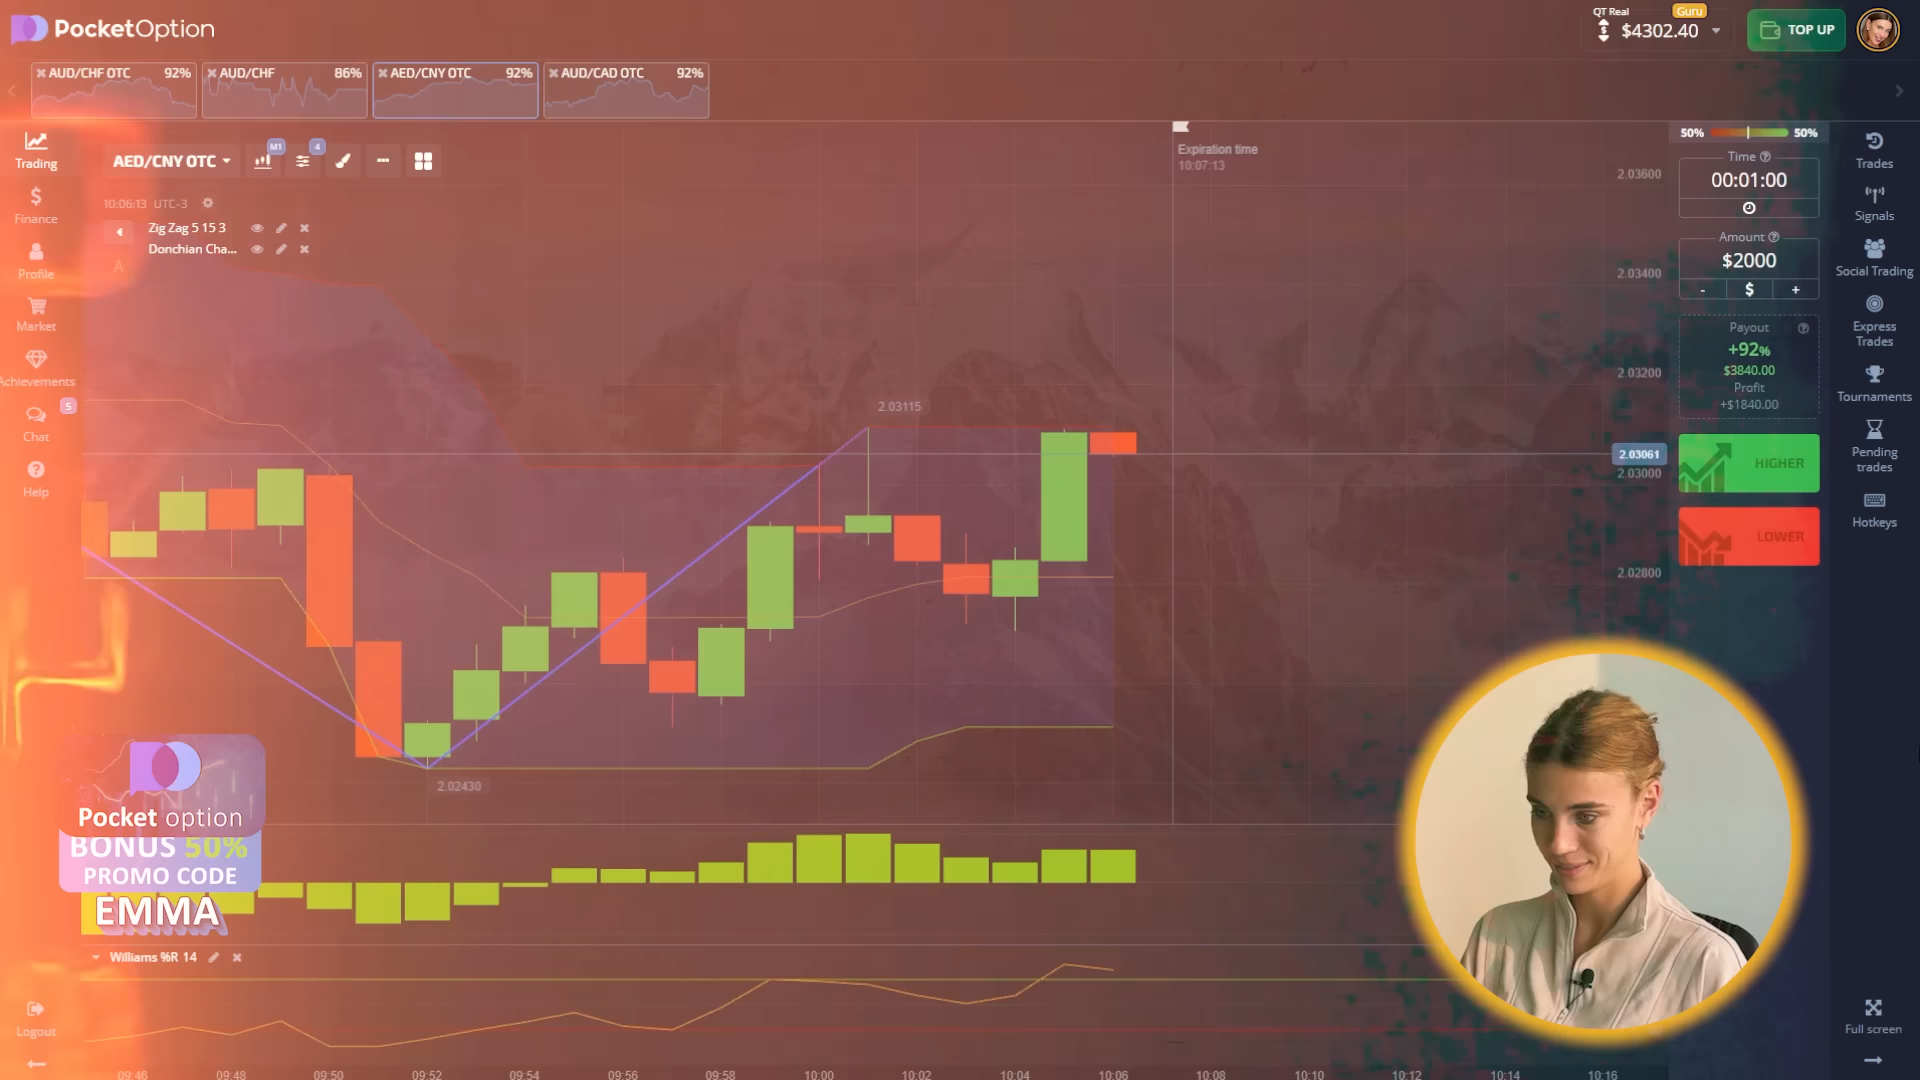 PocketOption
QT Real
Guru
$4302.40
TOP UP
AUD/CHF OTC 92%
AUD/CHF 86%
AED/CNY OTC 92%
AUD/CAD OTC 92%
Trading
Finance
Profile
Market
Achievements
5
Chat
Help
Logout
AED/CNY OTC
M1
4
10:06:13 UTC-3
Zig Zag 5 15 3
Donchian Cha...
A
Expiration time
10:07:13
2.03115
2.02430
2.03600
2.03400
2.03200
2.03061
2.03000
2.02800
50% 50%
Time
00:01:00
Amount
$2000
- $ +
Payout
+92%
$3840.00
Profit
+$1840.00
HIGHER
LOWER
Trades
Signals
Social Trading
Express
Trades
Tournaments
Pending
trades
Hotkeys
Full screen
Pocket option
BONUS 50%
PROMO CODE
EMMA
Williams %R 14
09:46 09:48 09:50 09:52 09:54 09:56 09:58 10:00 10:02 10:04 10:06 10:08 10:10 10:12 10:14 10:16